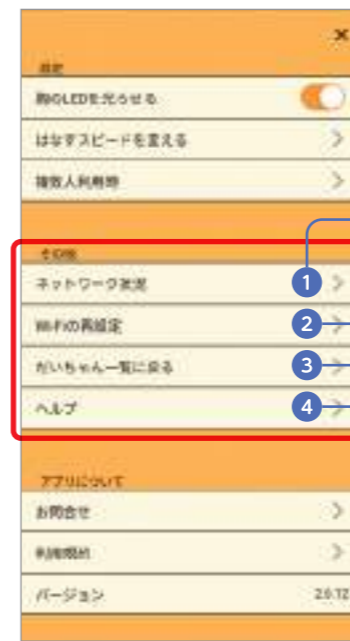 ×
設定
胸のLEDを光らせる
はなすスピードを変える
複数人利用時
その他
ネットワーク状況
1
Wi-Fiの再設定
2
だいちゃん一覧に戻る
3
ヘルプ
4
アプリについて
お問合せ
利用規約
バージョン 2.0.12